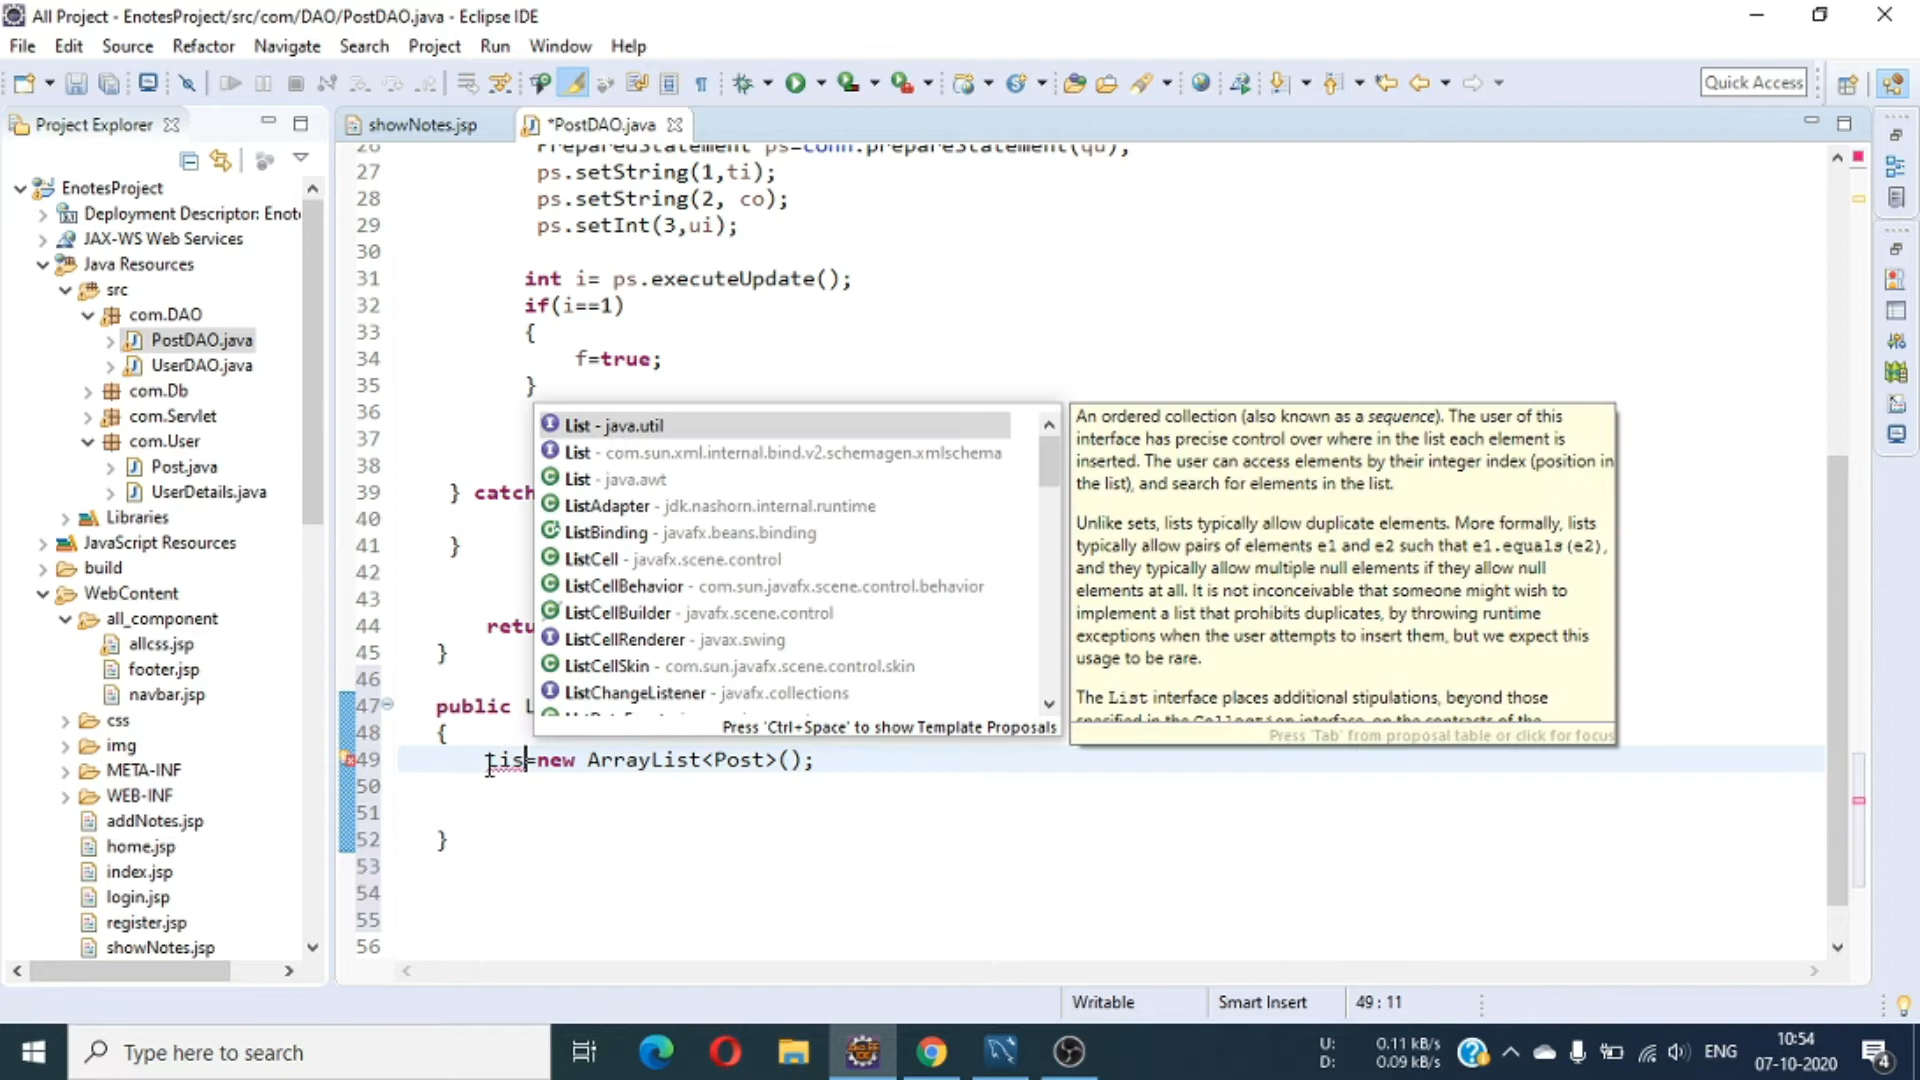 All Project - EnotesProject/src/com/DAO/PostDAO.java - Eclipse IDE
File Edit Source Refactor Navigate Search Project Run Window Help
Quick Access
Project Explorer
showNotes.jsp
*PostDAO.java
EnotesProject
Deployment Descriptor: Enot
JAX-WS Web Services
Java Resources
src
com.DAO
PostDAO.java
UserDAO.java
com.Db
com.Servlet
com.User
Post.java
UserDetails.java
Libraries
JavaScript Resources
build
WebContent
all_component
allcss.jsp
footer.jsp
navbar.jsp
css
img
META-INF
WEB-INF
addNotes.jsp
home.jsp
index.jsp
login.jsp
register.jsp
showNotes.jsp
26 PreparedStatement ps=conn.prepareStatement(qu);
27 ps.setString(1,ti);
28 ps.setString(2, co);
29 ps.setInt(3,ui);
30
31 int i= ps.executeUpdate();
32 if(i==1)
33 {
34 f=true;
35 }
36
37
38
39 } catch
40
41 }
42
43
44 retu
45 }
46
47 public L
48 {
49 Lis=new ArrayList<Post>();
50
51
52 }
53
54
55
56
List - java.util
List - com.sun.xml.internal.bind.v2.schemagen.xmlschema
List - java.awt
ListAdapter - jdk.nashorn.internal.runtime
ListBinding - javafx.beans.binding
ListCell - javafx.scene.control
ListCellBehavior - com.sun.javafx.scene.control.behavior
ListCellBuilder - javafx.scene.control
ListCellRenderer - javax.swing
ListCellSkin - com.sun.javafx.scene.control.skin
ListChangeListener - javafx.collections
Press 'Ctrl+Space' to show Template Proposals
An ordered collection (also known as a sequence). The user of this
interface has precise control over where in the list each element is
inserted. The user can access elements by their integer index (position in
the list), and search for elements in the list.
Unlike sets, lists typically allow duplicate elements. More formally, lists
typically allow pairs of elements e1 and e2 such that e1.equals(e2),
and they typically allow multiple null elements if they allow null
elements at all. It is not inconceivable that someone might wish to
implement a list that prohibits duplicates, by throwing runtime
exceptions when the user attempts to insert them, but we expect this
usage to be rare.
The List interface places additional stipulations, beyond those
specified in the Collection interface, on the contracts of the
Press 'Tab' from proposal table or click for focus
Writable
Smart Insert
49 : 11
Type here to search
U: 0.11 kB/s
D: 0.09 kB/s
ENG
10:54
07-10-2020
4